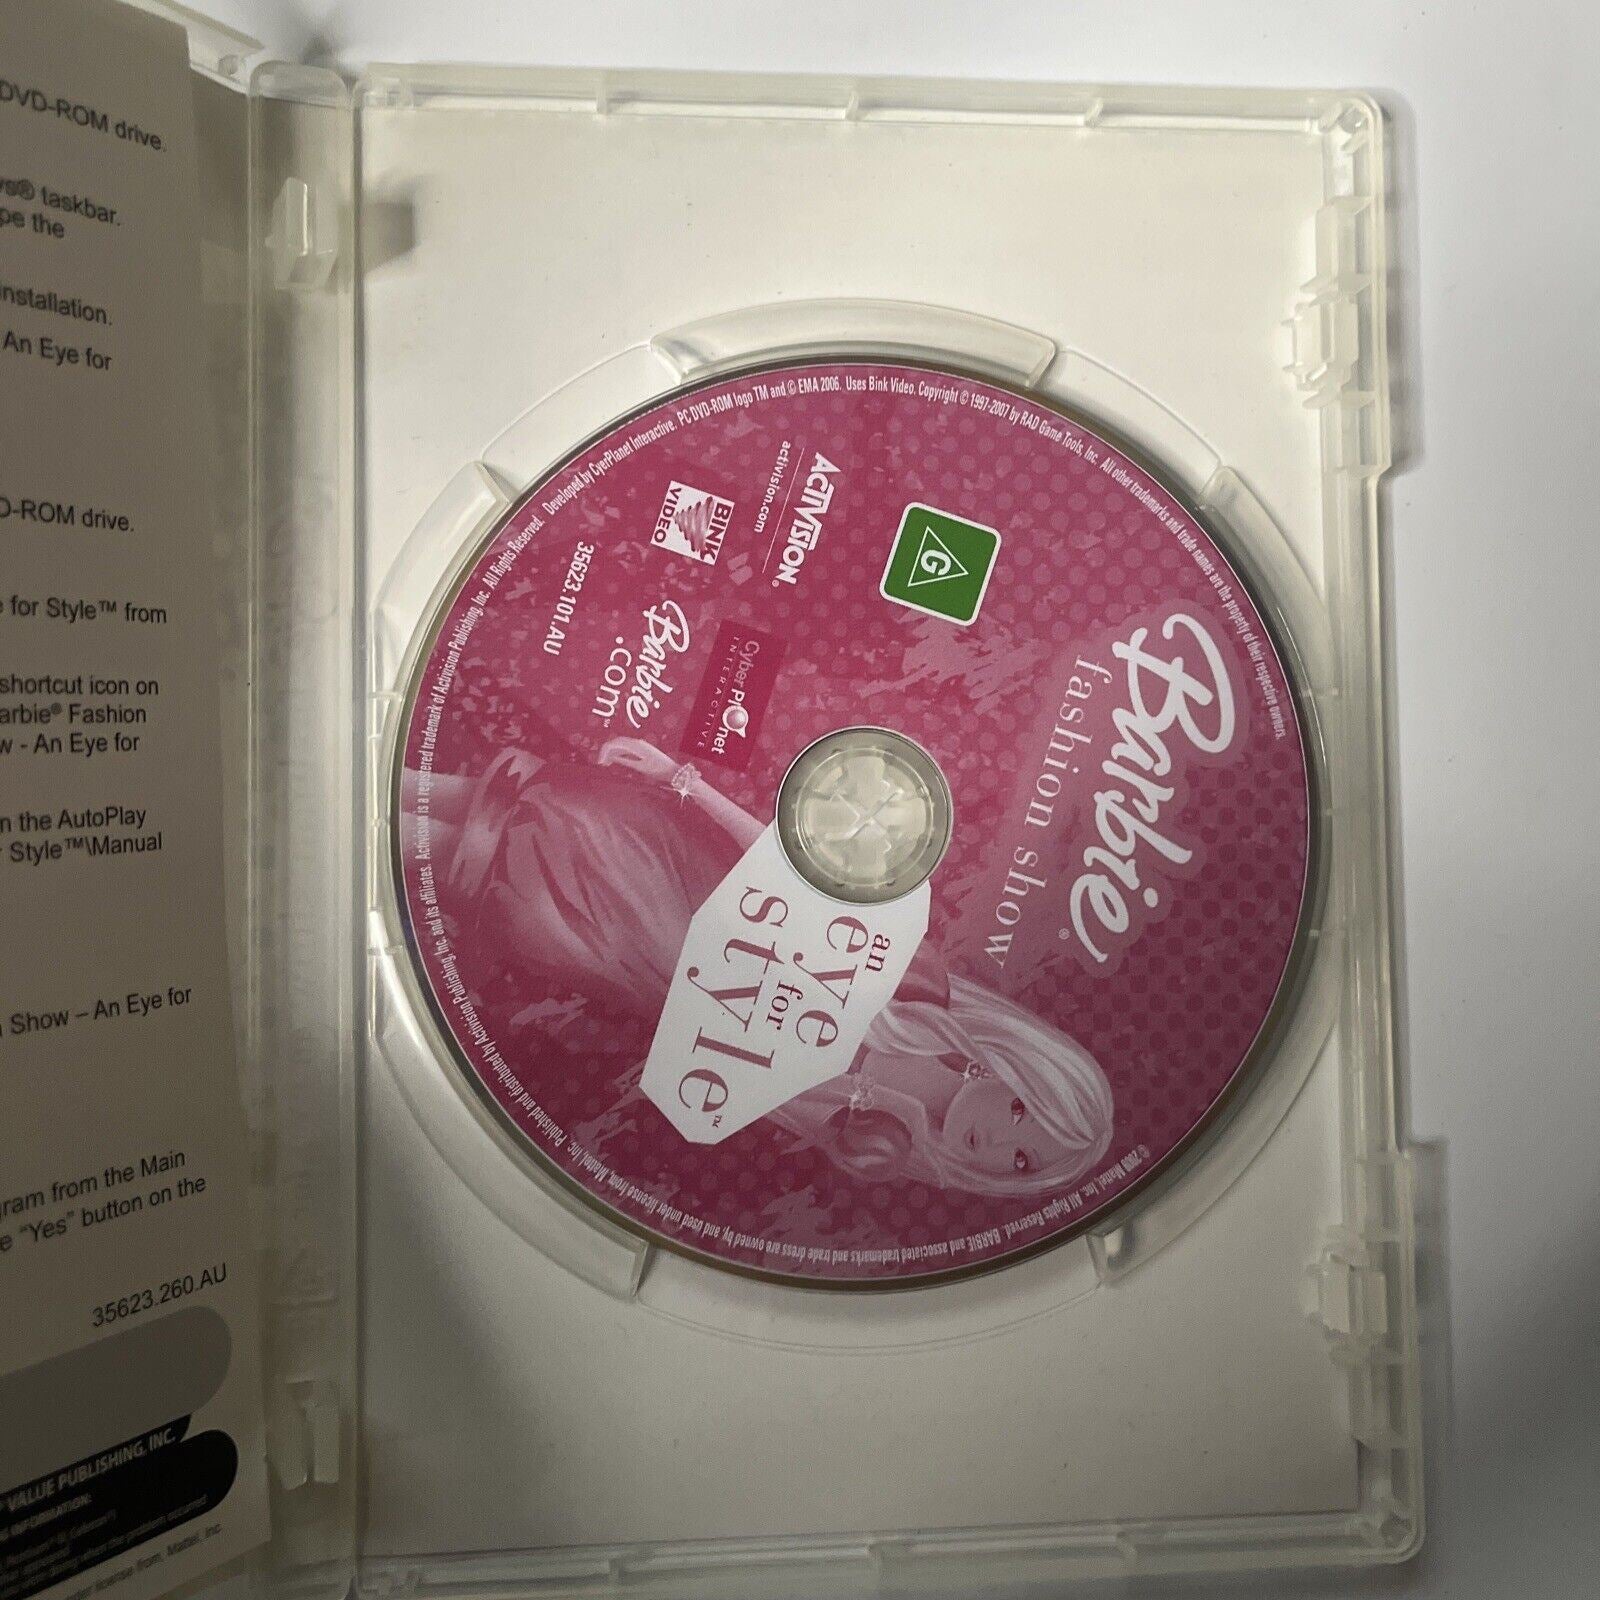 DVD-ROM drive.
taskbar.
pe the
installation.
An Eye for
D-ROM drive.
e for Style™ from
shortcut icon on
arbie® Fashion
w - An Eye for
n the AutoPlay
r Style™\Manual
Show – An Eye for
gram from the Main
e “Yes” button on the
35623.260.AU
VALUE PUBLISHING, INC.
INFORMATION:
Barbie®
fashion show
an
eye
for
style™
G
ACTIVISION®
activision.com
BINK
VIDEO
35623.101.AU
Cyber planet
INTERACTIVE
Barbie
.com℠
© 2008 Mattel, Inc. All Rights Reserved. BARBIE and associated trademarks and trade dress are owned by, and used under license from, Mattel, Inc. Published and distributed by Activision Publishing, Inc. and its affiliates. Activision is a registered trademark of Activision Publishing, Inc. All Rights Reserved. Developed by CyerPlanet Interactive. PC DVD-ROM logo TM and © EMA 2006. Uses Bink Video. Copyright © 1997-2007 by RAD Game Tools, Inc. All other trademarks and trade names are the property of their respective owners.